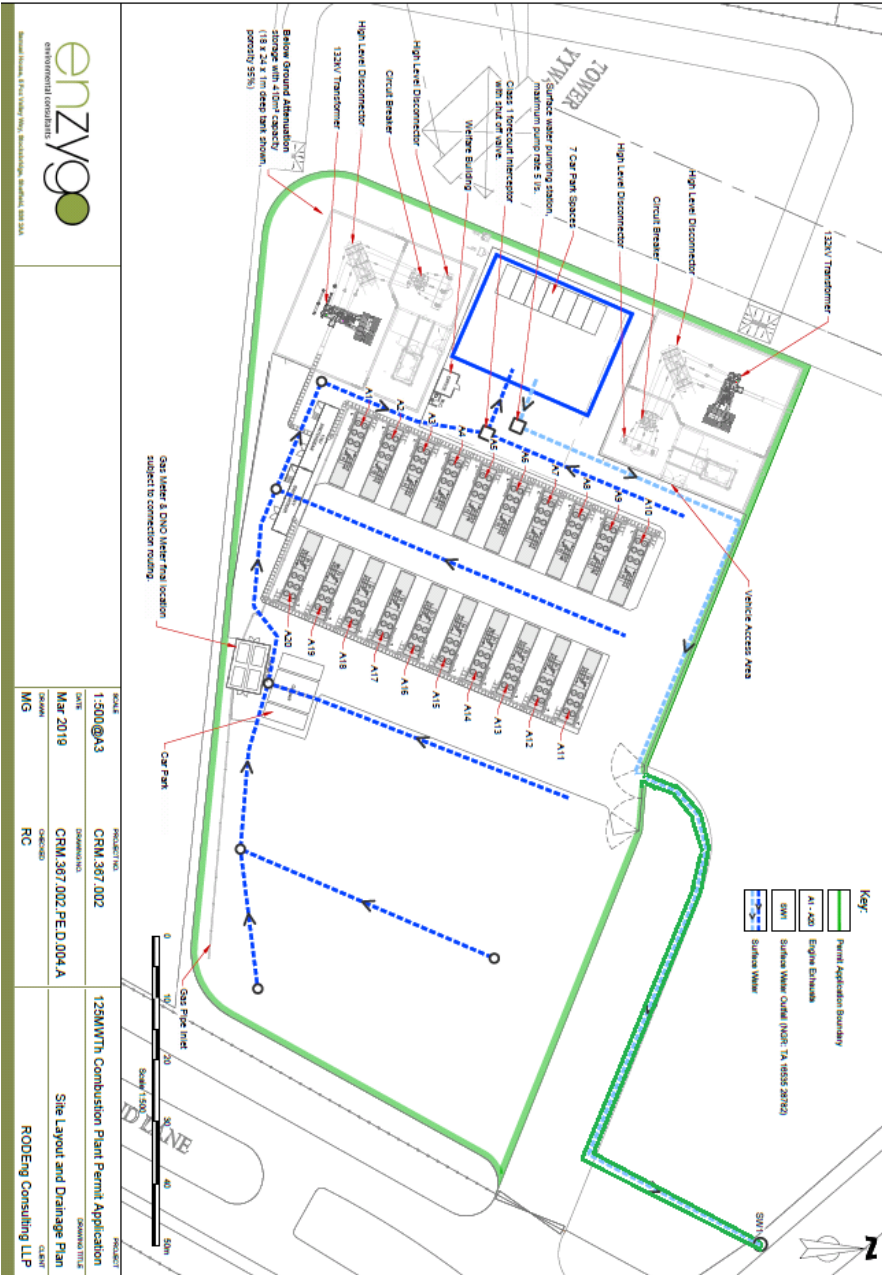 TOWER
YYW
High Level Disconnector
Circuit Breaker
High Level Disconnector
132kV Transformer
Below Ground Attenuation
storage with 410m³ capacity
(18 x 24 x 1m deep tank shown,
porosity 95%)
Welfare Building
Class 1 forecourt interceptor
with shut off valve.
Surface water pumping station,
maximum pump rate 5 l/s.
7 Car Park Spaces
High Level Disconnector
Circuit Breaker
High Level Disconnector
132kV Transformer
Vehicle Access Area
A1
A2
A3
A4
A5
A6
A7
A8
A9
A10
A20
A19
A18
A17
A16
A15
A14
A13
A12
A11
Gas Meter & DNO Meter final location
subject to connection routing.
Car Park
Gas Pipe Inlet
D LANE
SW1
N
Key:
Permit Application Boundary
A1 - A20
Engine Exhausts
SW1
Surface Water Outfall (NGR: TA 16535 28762)
Surface Water
0
10
20
30
40
50m
Scale 1:500
enzygo
environmental consultants
SCALE
1:500@A3
DATE
Mar 2019
DRAWN
MG
PROJECT NO.
CRM.367.002
DRAWING NO.
CRM.367.002.PE.D.004.A
CHECKED
RC
PROJECT
125MWTh Combustion Plant Permit Application
DRAWING TITLE
Site Layout and Drainage Plan
CLIENT
RODEng Consulting LLP